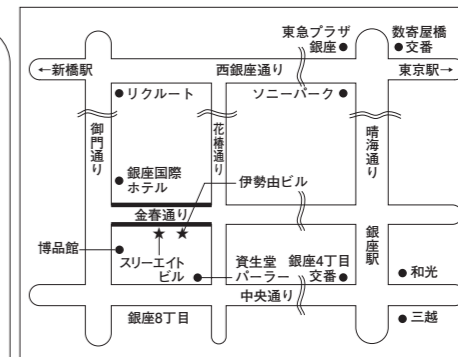 東急プラザ
銀座
数寄屋橋
交番
←新橋駅
西銀座通り
東京駅→
リクルート
ソニーパーク
御門通り
花椿通り
晴海通り
銀座国際
ホテル
伊勢由ビル
金春通り
博品館
スリーエイト
ビル
資生堂
パーラー
銀座4丁目
交番
銀座駅
和光
中央通り
銀座8丁目
三越